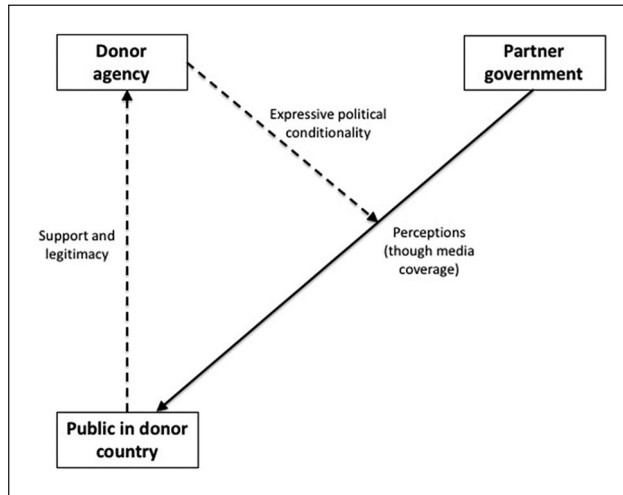 Donor
agency
Partner
government
Expressive political
conditionality
Support and
legitimacy
Perceptions
(though media
coverage)
Public in donor
country